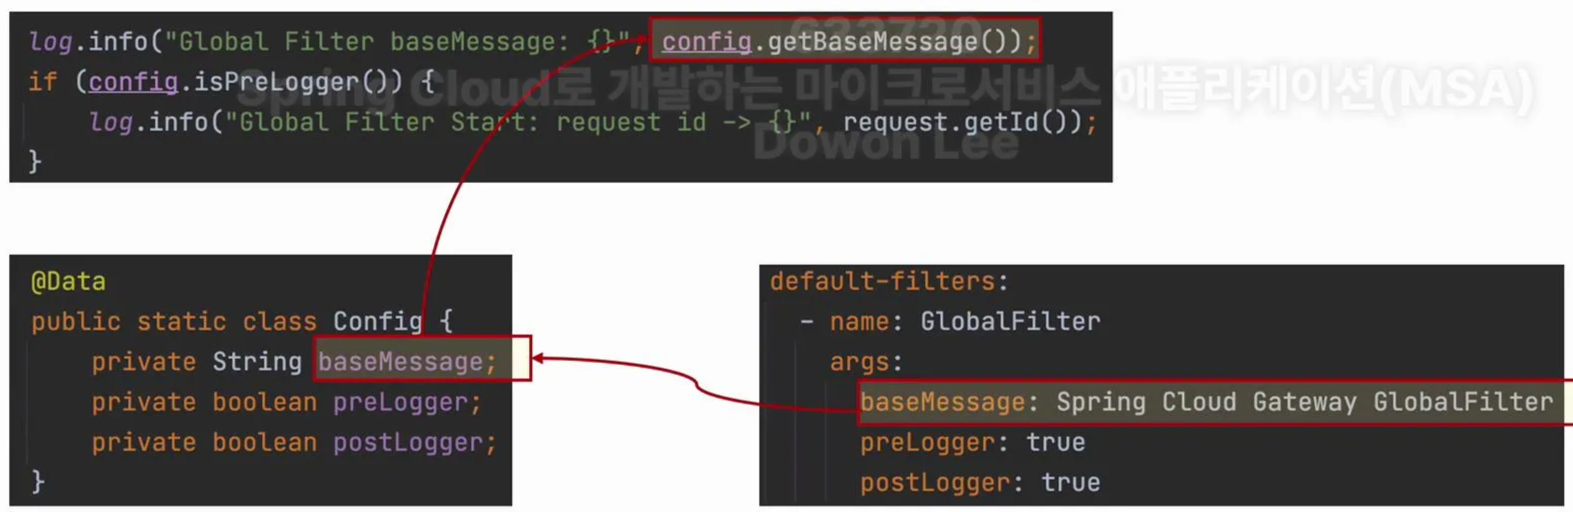 log.info("Global Filter baseMessage: {}", config.getBaseMessage());
if (config.isPreLogger()) {
    log.info("Global Filter Start: request id -> {}", request.getId());
}
633720
Spring Cloud로 개발하는 마이크로서비스 애플리케이션(MSA)
Dowon Lee
@Data
public static class Config {
    private String baseMessage;
    private boolean preLogger;
    private boolean postLogger;
}
default-filters:
  - name: GlobalFilter
    args:
      baseMessage: Spring Cloud Gateway GlobalFilter
      preLogger: true
      postLogger: true